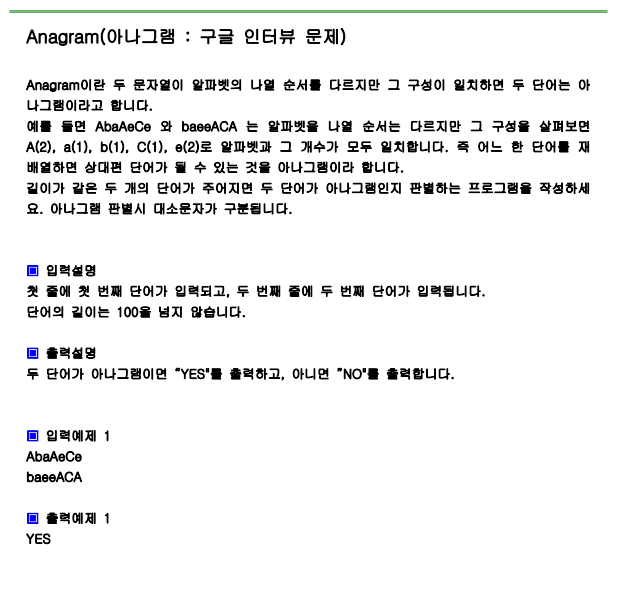 Anagram(아나그램 : 구글 인터뷰 문제)
Anagram이란 두 문자열이 알파벳의 나열 순서를 다르지만 그 구성이 일치하면 두 단어는 아
나그램이라고 합니다.
예를 들면 AbaAeCe 와 baeeACA 는 알파벳을 나열 순서는 다르지만 그 구성을 살펴보면
A(2), a(1), b(1), C(1), e(2)로 알파벳과 그 개수가 모두 일치합니다. 즉 어느 한 단어를 재
배열하면 상대편 단어가 될 수 있는 것을 아나그램이라 합니다.
길이가 같은 두 개의 단어가 주어지면 두 단어가 아나그램인지 판별하는 프로그램을 작성하세
요. 아나그램 판별시 대소문자가 구분됩니다.
▣ 입력설명
첫 줄에 첫 번째 단어가 입력되고, 두 번째 줄에 두 번째 단어가 입력됩니다.
단어의 길이는 100을 넘지 않습니다.
▣ 출력설명
두 단어가 아나그램이면 “YES"를 출력하고, 아니면 ”NO"를 출력합니다.
▣ 입력예제 1
AbaAeCe
baeeACA
▣ 출력예제 1
YES